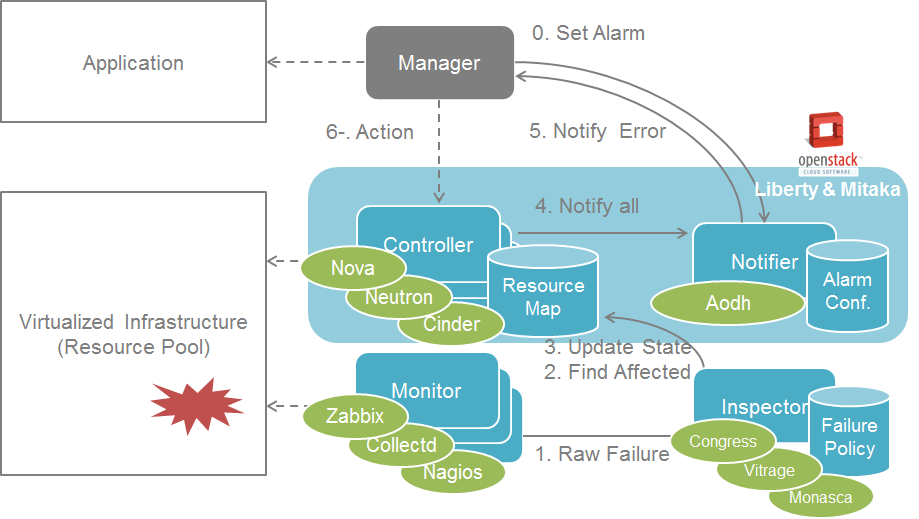 0. Set Alarm
Application
Manager
5. Notify Error
6-. Action
openstack
CLOUD SOFTWARE
Liberty & Mitaka
4. Notify all
Controller
Nova
Neutron
Cinder
Resource
Map
Notifier
Aodh
Alarm
Conf.
Virtualized Infrastructure
(Resource Pool)
3. Update State
2. Find Affected
Monitor
Zabbix
Collectd
Nagios
1. Raw Failure
Inspector
Congress
Vitrage
Monasca
Failure
Policy